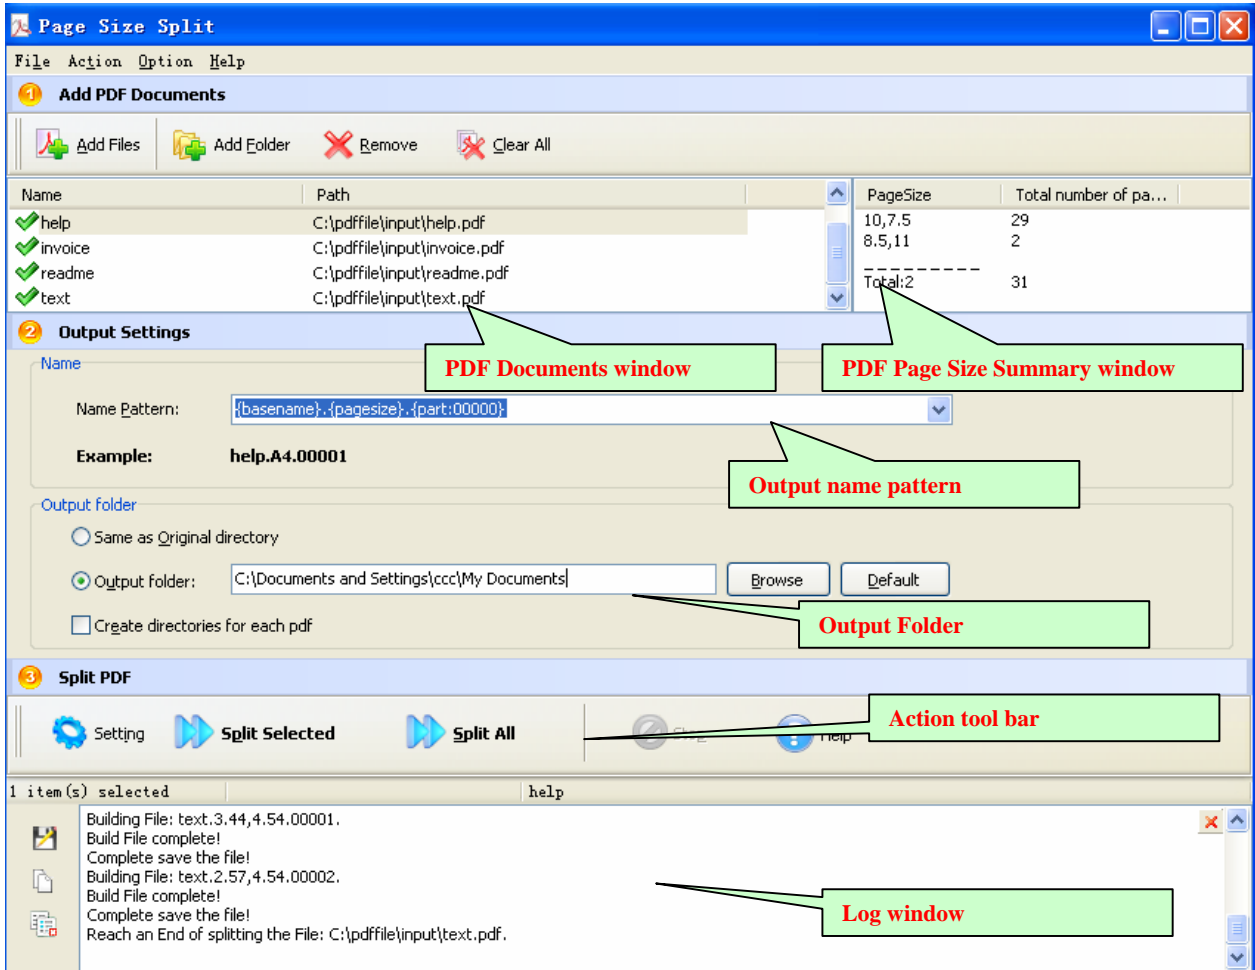 Page Size Split
File Action Option Help
1 Add PDF Documents
Add Files Add Folder Remove Clear All
Name Path PageSize Total number of pa...
help C:\pdffile\input\help.pdf 10,7.5 29
invoice C:\pdffile\input\invoice.pdf 8.5,11 2
readme C:\pdffile\input\readme.pdf ----------
text C:\pdffile\input\text.pdf Total:2 31
2 Output Settings
PDF Documents window PDF Page Size Summary window
Name
Name Pattern: {basename}.{pagesize}.{part:00000}
Example: help.A4.00001
Output name pattern
Output folder
Same as Original directory
Output folder: C:\Documents and Settings\ccc\My Documents Browse Default
Create directories for each pdf
Output Folder
3 Split PDF
Action tool bar
Setting Split Selected Split All Stop Help
1 item(s) selected help
Building File: text.3.44,4.54.00001.
Build File complete!
Complete save the file!
Building File: text.2.57,4.54.00002.
Build File complete!
Complete save the file!
Log window
Reach an End of splitting the File: C:\pdffile\input\text.pdf.